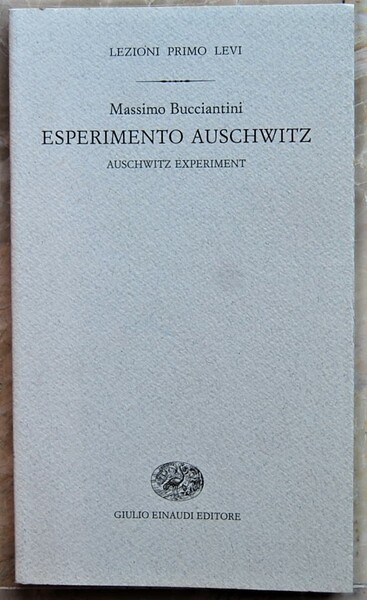 LEZIONI PRIMO LEVI
Massimo Bucciantini
ESPERIMENTO AUSCHWITZ
AUSCHWITZ EXPERIMENT
GIULIO EINAUDI EDITORE